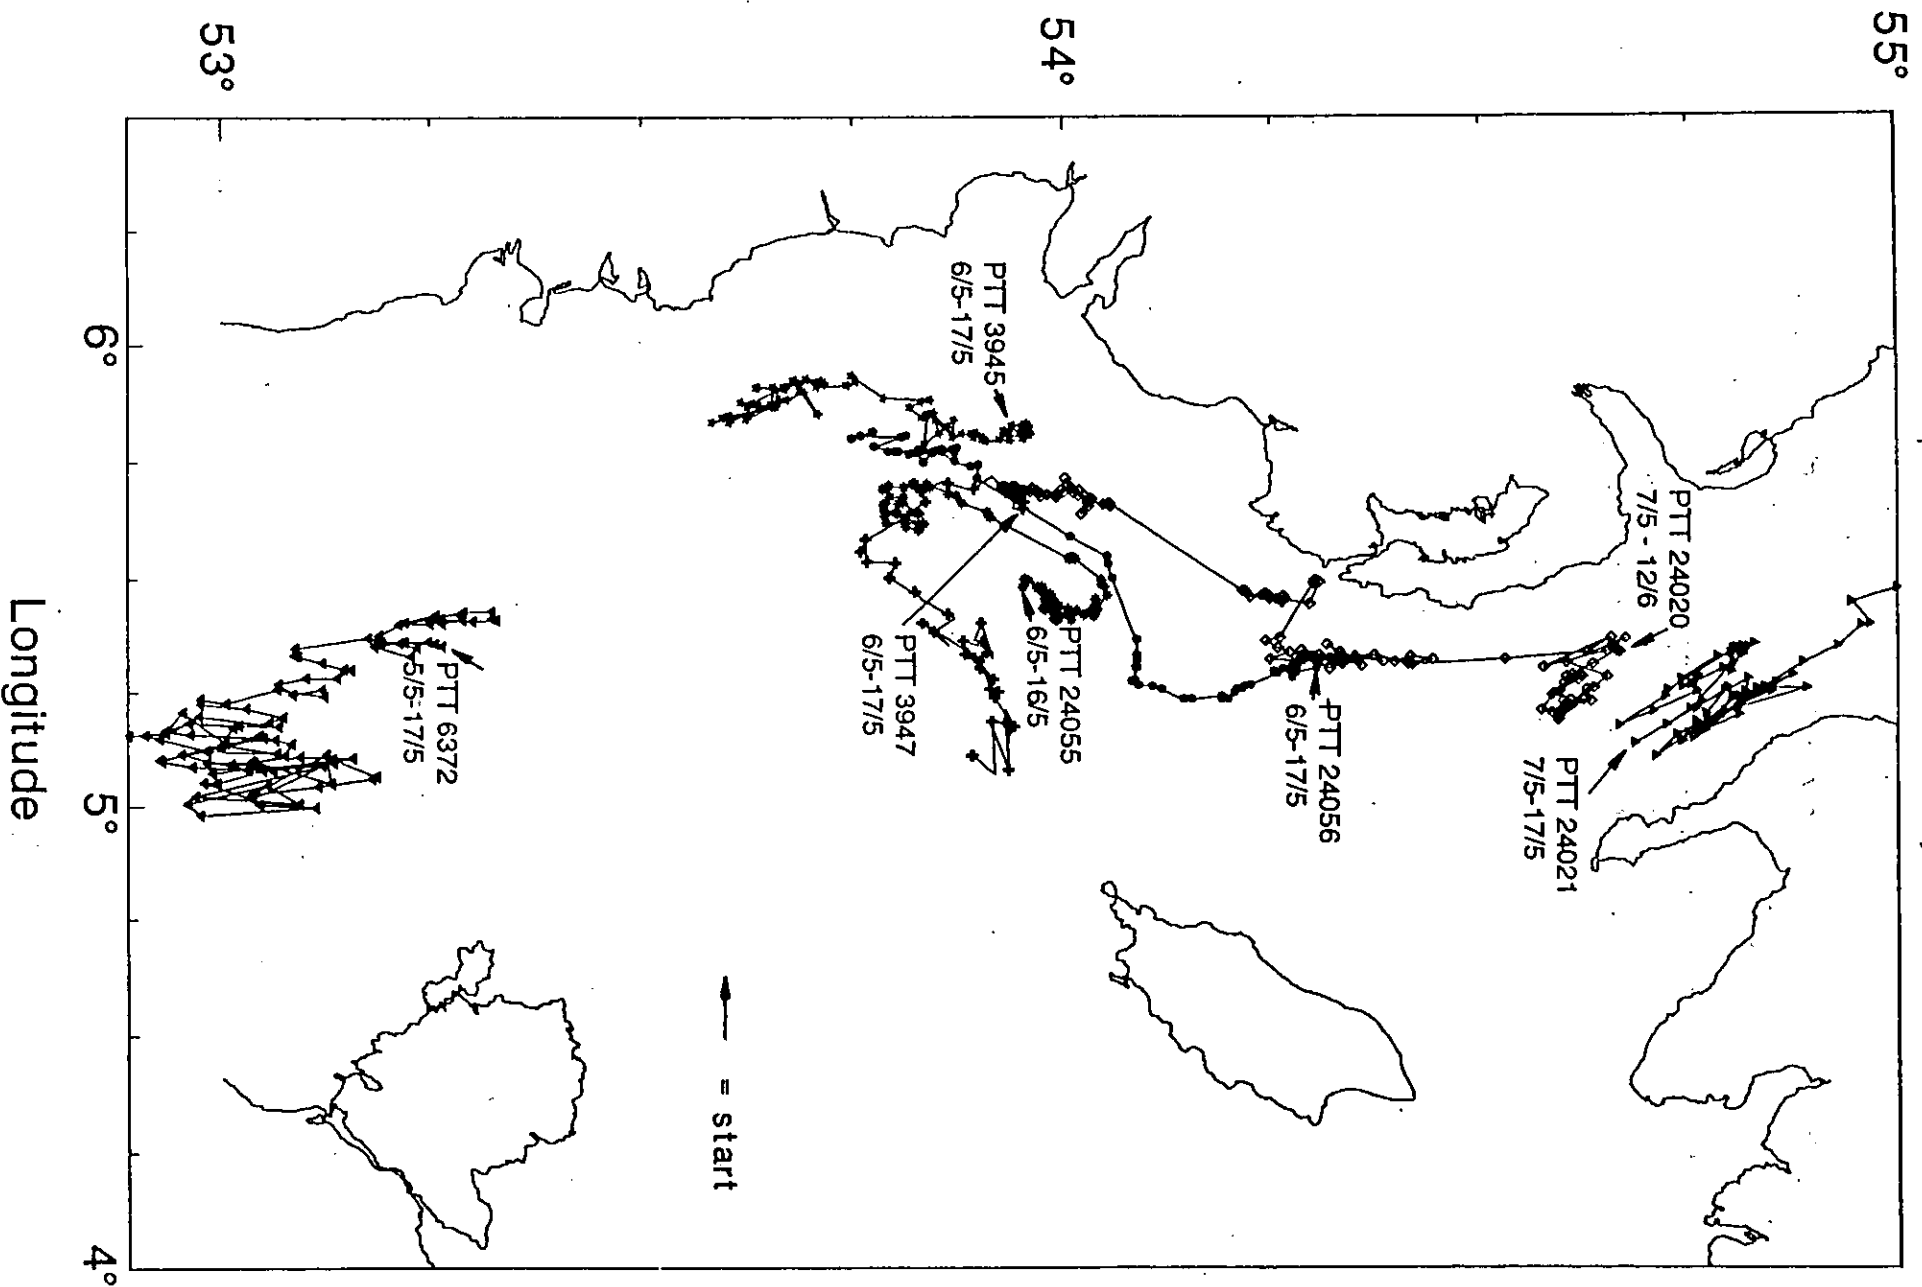 55°
54°
53°
PTT 24020
7/5 - 12/6
PTT 24021
7/5-17/5
PTT 24056
6/5-17/5
PTT 24055
6/5-16/5
PTT 3945
6/5-17/5
PTT 3947
6/5-17/5
PTT 6372
5/5-17/5
= start
6°
5°
4°
Longitude